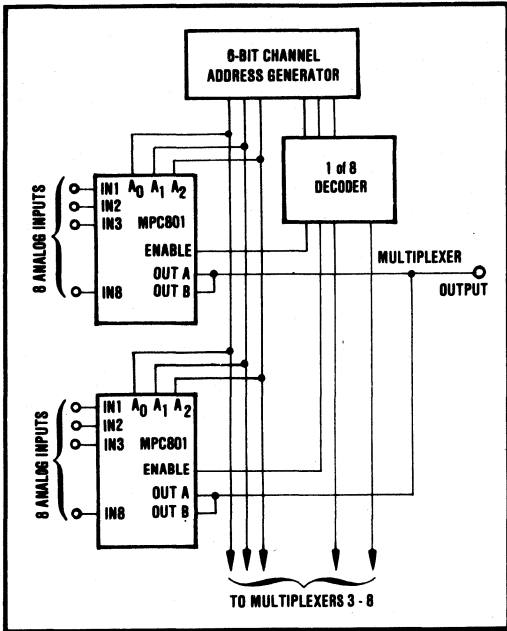 6-BIT CHANNEL
ADDRESS GENERATOR
1 of 8
DECODER
8 ANALOG INPUTS
IN1 A0 A1 A2
IN2
IN3 MPC801
ENABLE
OUT A
OUT B
IN8
MULTIPLEXER
OUTPUT
8 ANALOG INPUTS
IN1 A0 A1 A2
IN2
IN3 MPC801
ENABLE
OUT A
OUT B
IN8
TO MULTIPLEXERS 3 - 8